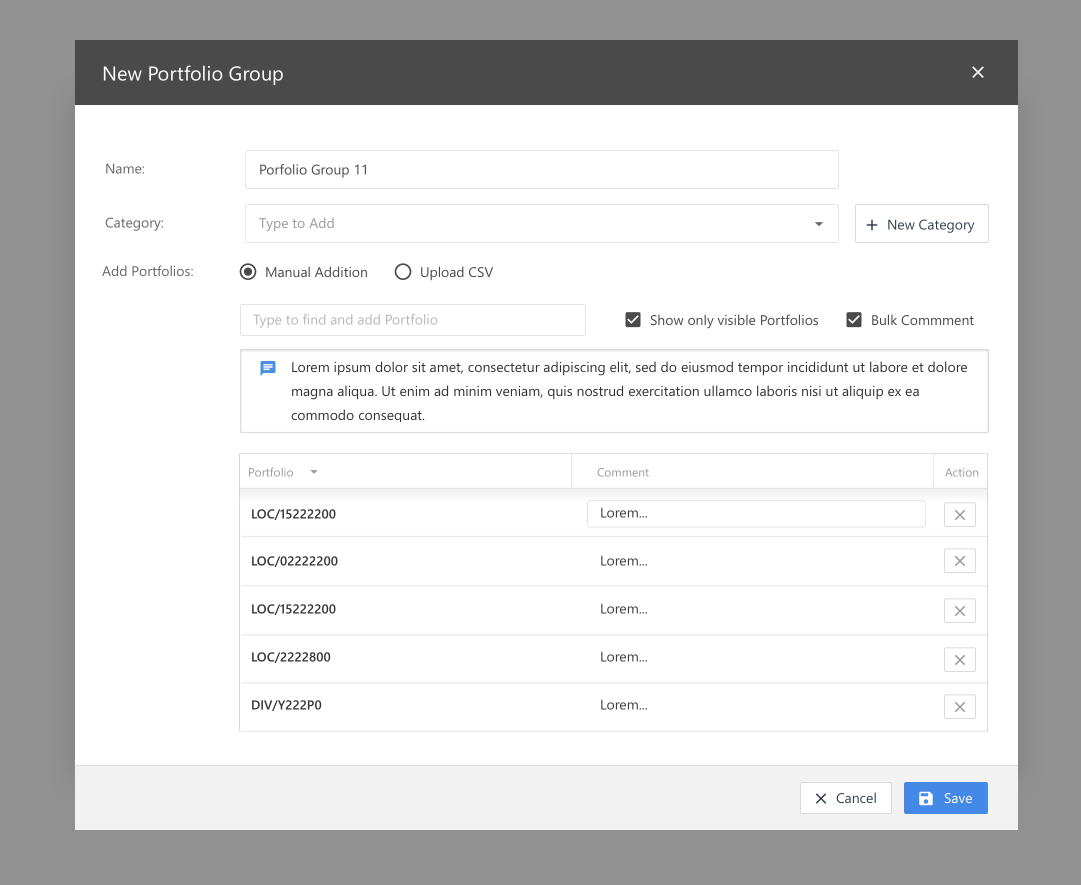 New Portfolio Group
Name:
Porfolio Group 11
Category:
Type to Add
New Category
Add Portfolios:
Manual Addition
Upload CSV
Type to find and add Portfolio
Show only visible Portfolios
Bulk Commment
Lorem ipsum dolor sit amet, consectetur adipiscing elit, sed do eiusmod tempor incididunt ut labore et dolore
magna aliqua. Ut enim ad minim veniam, quis nostrud exercitation ullamco laboris nisi ut aliquip ex ea
commodo consequat.
Portfolio
Comment
Action
LOC/15222200
Lorem...
LOC/02222200
Lorem...
LOC/15222200
Lorem...
LOC/2222800
Lorem...
DIV/Y222P0
Lorem...
Cancel
Save